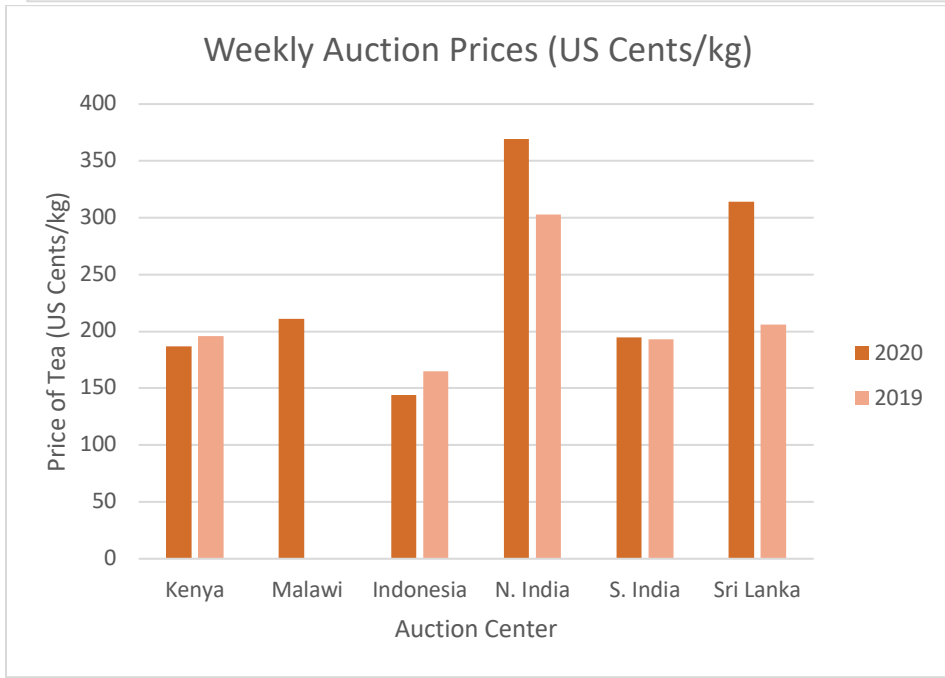 Weekly Auction Prices (US Cents/kg)
400
350
300
250
200
150
100
50
0
Price of Tea (US Cents/kg)
Kenya Malawi Indonesia N. India S. India Sri Lanka
Auction Center
2020
2019